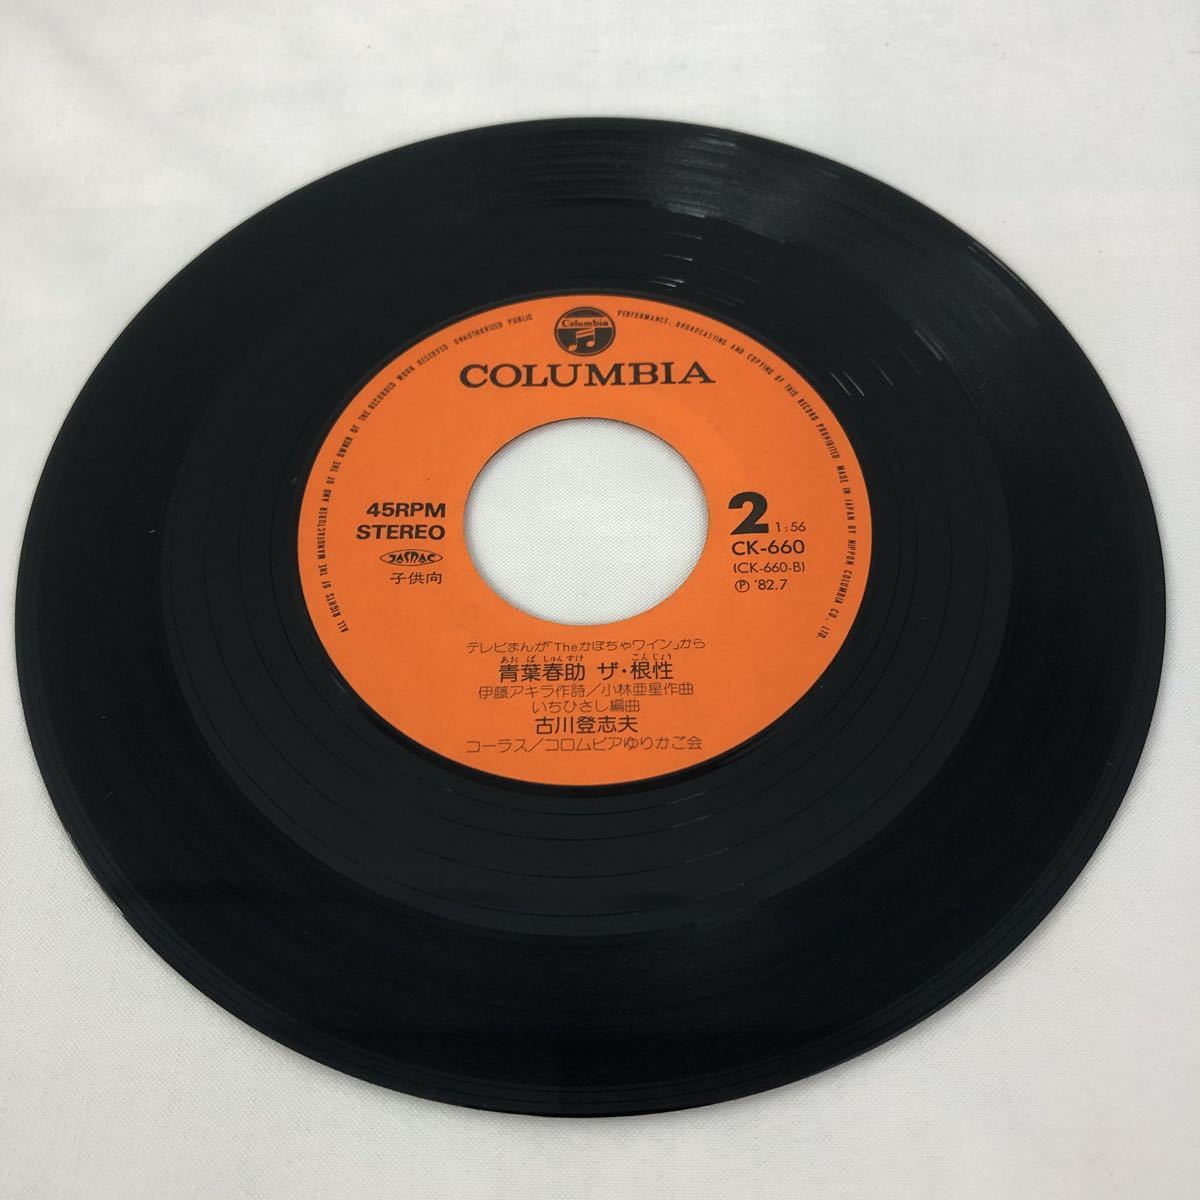 ALL RIGHTS OF THE MANUFACTURER AND OF THE OWNER OF THE RECORDED WORK RESERVED. UNAUTHORIZED PUBLIC PERFORMANCE, BROADCASTING AND COPYING OF THIS RECORD PROHIBITED. MADE IN JAPAN BY NIPPON COLUMBIA CO., LTD.
Columbia
COLUMBIA
45RPM
STEREO
JASRAC
子供向
2 1:56
CK-660
(CK-660-B)
Ⓟ '82.7
テレビまんが「Theかぼちゃワイン」から
あおば しゅんすけ こんじょう
青葉春助 ザ・根性
伊藤アキラ作詩/小林亜星作曲
いちひさし編曲
古川登志夫
コーラス/コロムビアゆりかご会